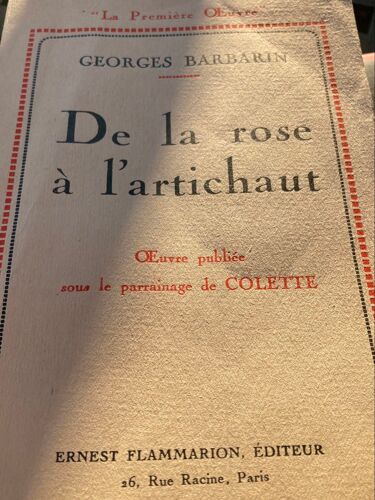 "La Première Œuvre"
GEORGES BARBARIN
De la rose
à l'artichaut
Œuvre publiée
sous le parrainage de COLETTE
ERNEST FLAMMARION, ÉDITEUR
26, Rue Racine, Paris